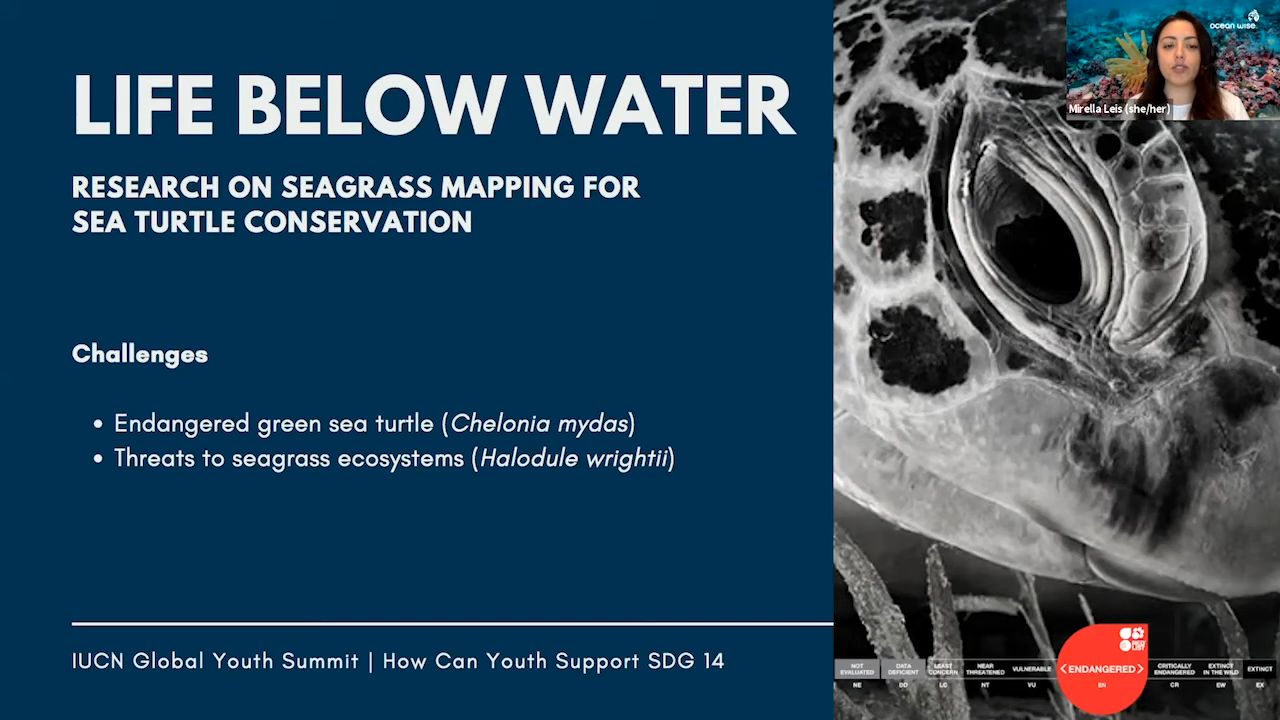 LIFE BELOW WATER
RESEARCH ON SEAGRASS MAPPING FOR
SEA TURTLE CONSERVATION
Challenges
• Endangered green sea turtle (Chelonia mydas)
• Threats to seagrass ecosystems (Halodule wrightii)
IUCN Global Youth Summit | How Can Youth Support SDG 14
ocean wise
Mirella Leis (she/her)
RED
LIST
NOT
EVALUATED
NE
DATA
DEFICIENT
DD
LEAST
CONCERN
LC
NEAR
THREATENED
NT
VULNERABLE
VU
<ENDANGERED>
EN
CRITICALLY
ENDANGERED
CR
EXTINCT
IN THE WILD
EW
EXTINCT
EX